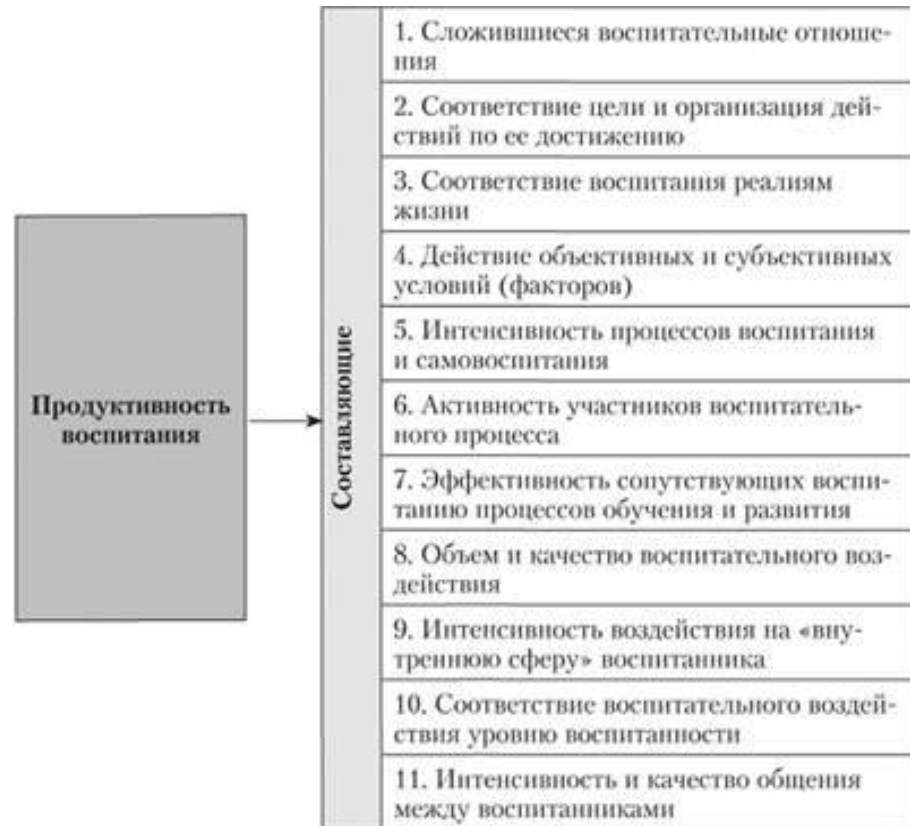 Продуктивность
воспитания
Составляющие
1. Сложившиеся воспитательные отноше-
ния
2. Соответствие цели и организация дей-
ствий по ее достижению
3. Соответствие воспитания реалиям
жизни
4. Действие объективных и субъективных
условий (факторов)
5. Интенсивность процессов воспитания
и самовоспитания
6. Активность участников воспитатель-
ного процесса
7. Эффективность сопутствующих воспи-
танию процессов обучения и развития
8. Объем и качество воспитательного воз-
действия
9. Интенсивность воздействия на «вну-
треннюю сферу» воспитанника
10. Соответствие воспитательного воздей-
ствия уровню воспитанности
11. Интенсивность и качество общения
между воспитанниками